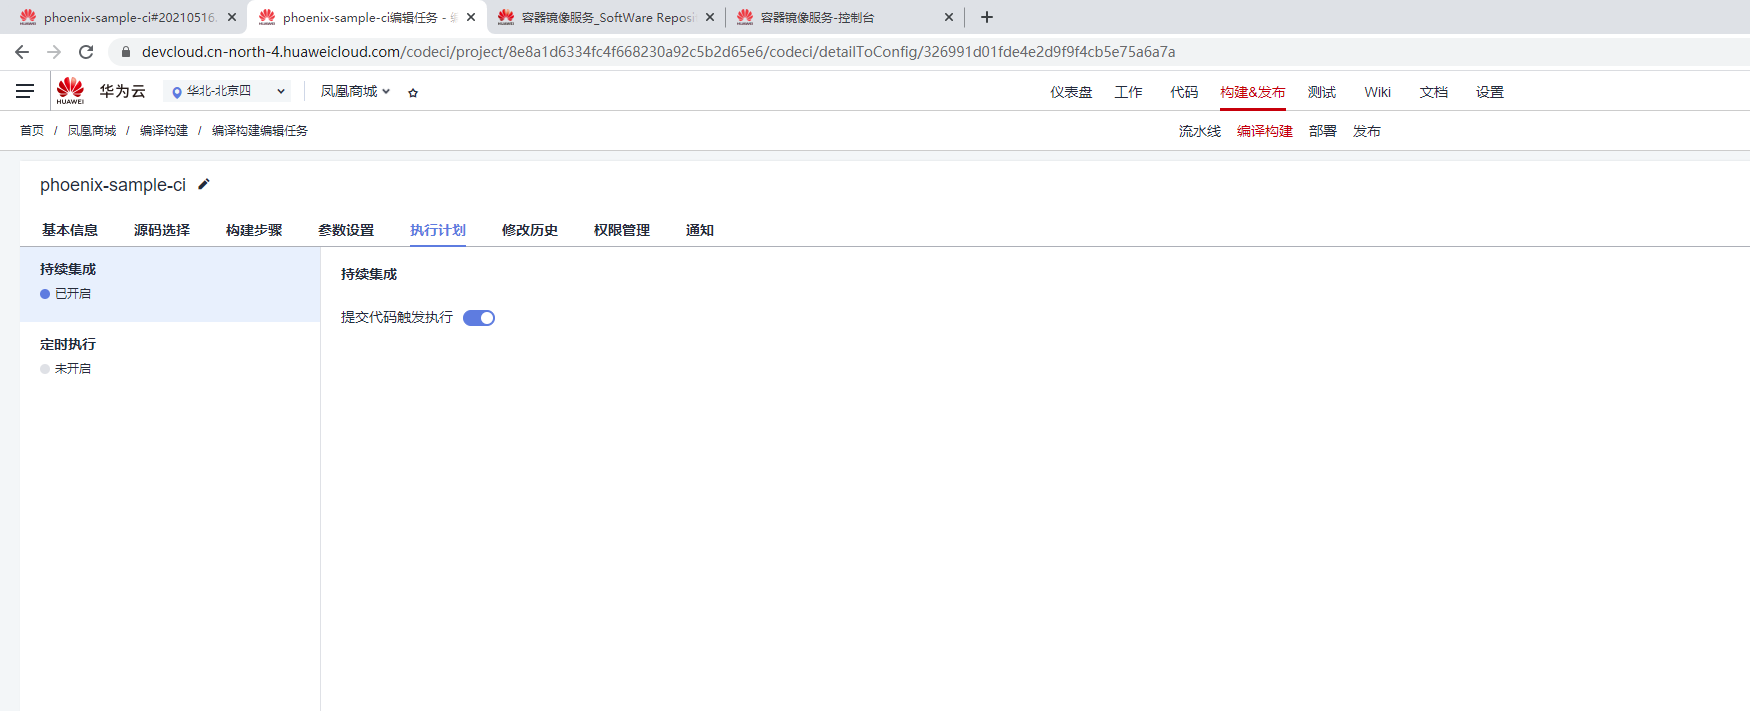 phoenix-sample-ci#20210516.
phoenix-sample-ci编辑任务 -
容器镜像服务_SoftWare Reposi
容器镜像服务-控制台
devcloud.cn-north-4.huaweicloud.com/codeci/project/8e8a1d6334fc4f668230a92c5b2d65e6/codeci/detailToConfig/326991d01fde4e2d9f9f4cb5e75a6a7a
HUAWEI 华为云 华北-北京四 凤凰商城 仪表盘 工作 代码 构建&发布 测试 Wiki 文档 设置
首页 / 凤凰商城 / 编译构建 / 编译构建编辑任务 流水线 编译构建 部署 发布
phoenix-sample-ci
基本信息 源码选择 构建步骤 参数设置 执行计划 修改历史 权限管理 通知
持续集成
已开启
定时执行
未开启
持续集成
提交代码触发执行